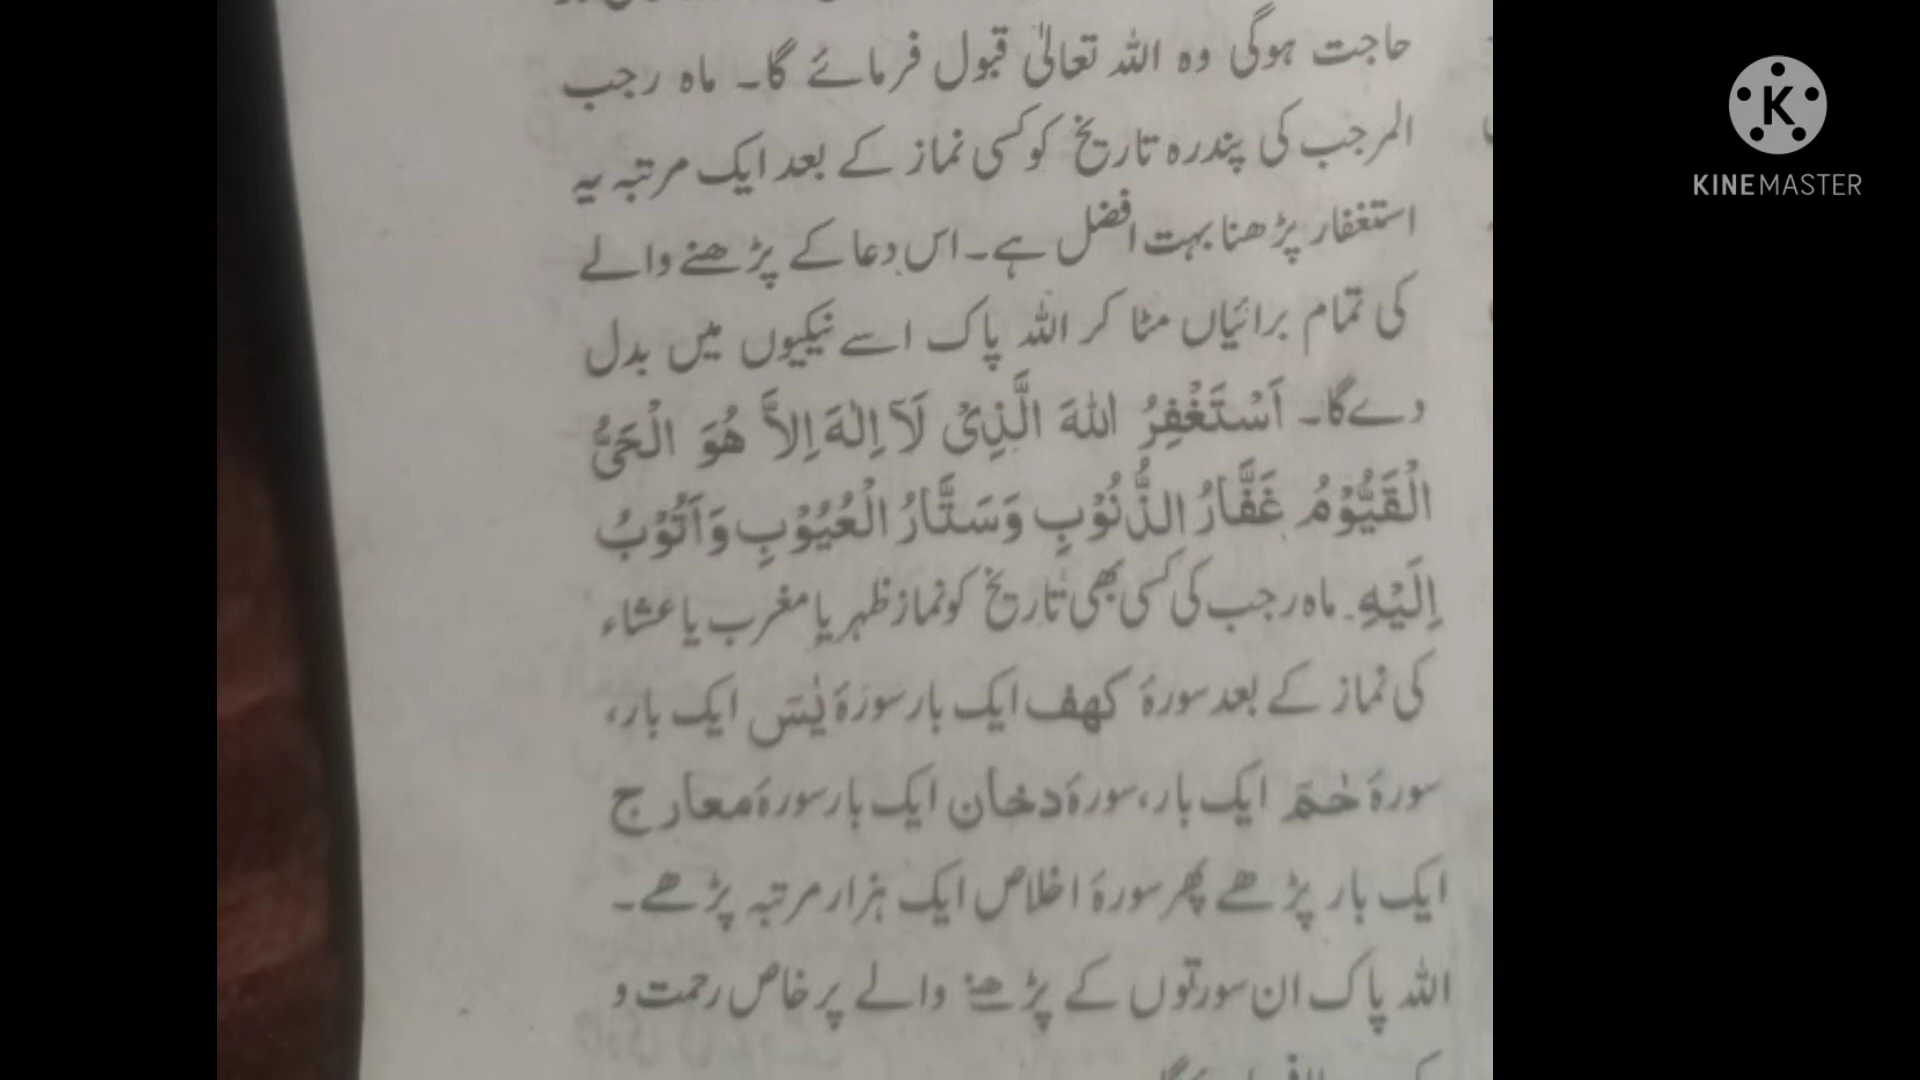 حاجت ہوگی وہ اللہ تعالیٰ قبول فرمائے گا۔ ماہ رجب
المرجب کی پندرہ تاریخ کو کسی نماز کے بعد ایک مرتبہ یہ
استغفار پڑھنا بہت افضل ہے۔ اس دعا کے پڑھنے والے
کی تمام برائیاں مٹا کر اللہ پاک اسے نیکیوں میں بدل
دے گا۔ اَسْتَغْفِرُ اللهَ الَّذِیْ لَآ اِلٰهَ اِلاَّ هُوَ الْحَیُّ
الْقَیُّوْمُ غَفَّارُ الذُّنُوْبِ وَسَتَّارُ الْعُیُوْبِ وَاَتُوْبُ
اِلَیْهِ۔ ماہ رجب کی کسی بھی تاریخ کو نماز ظہر یا مغرب یا عشاء
کی نماز کے بعد سورۂ کهف ایک بار سورۂ یٰسٓ ایک بار،
سورۂ حٰمٓ ایک بار، سورۂ دخان ایک بار سورۂ معارج
ایک بار پڑھے پھر سورۂ اخلاص ایک ہزار مرتبہ پڑھے۔
اللہ پاک ان سورتوں کے پڑھنے والے پر خاص رحمت و
KINEMASTER